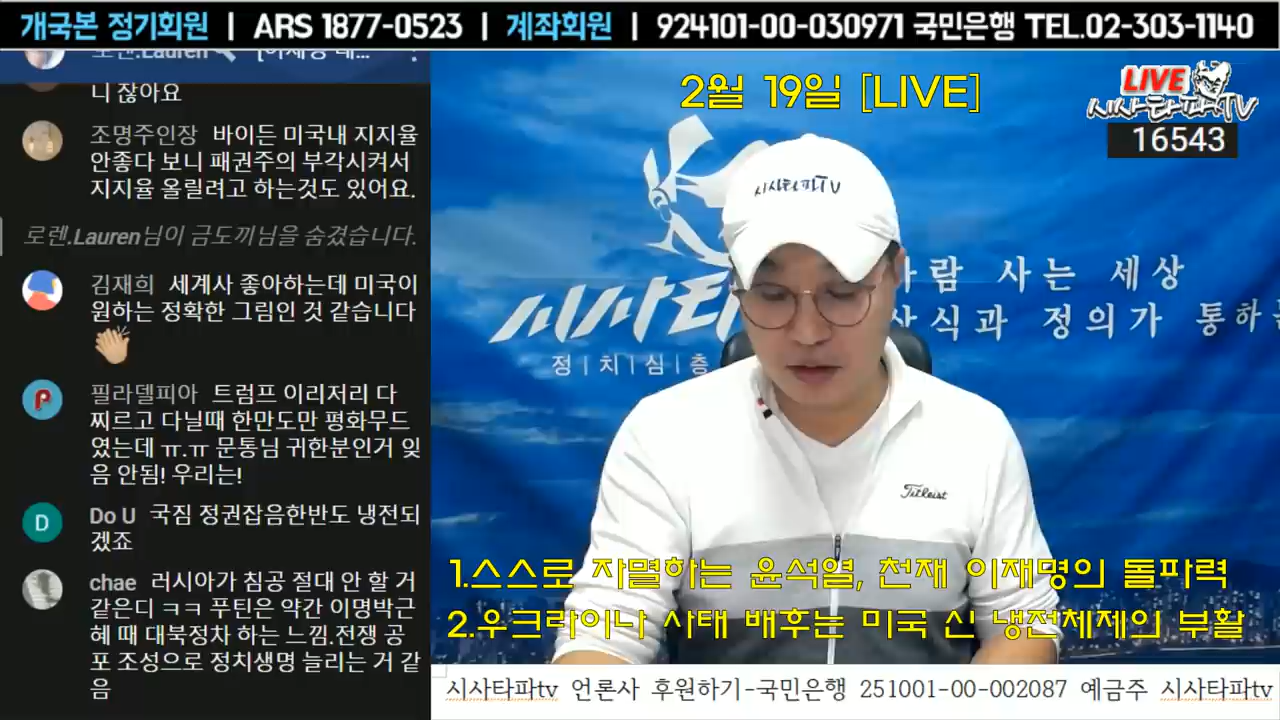 개국본 정기회원 | ARS 1877-0523 | 계좌회원 | 924101-00-030971 국민은행 TEL.02-303-1140
로렌.Lauren
니 잖아요
조명주인장 바이든 미국내 지지율
안좋다 보니 패권주의 부각시켜서
지지율 올릴려고 하는것도 있어요.
로렌.Lauren님이 금도끼님을 숨겼습니다.
김재희 세계사 좋아하는데 미국이
원하는 정확한 그림인 것 같습니다
필라델피아 트럼프 이리저리 다
찌르고 다닐때 한만도만 평화무드
였는데 ㅠ.ㅠ 문통님 귀한분인거 잊
음 안됨! 우리는!
D
Do U 국짐 정권잡음한반도 냉전되
겠죠
chae 러시아가 침공 절대 안 할 거
같은디 ㅋㅋ 푸틴은 약간 이명박근
혜 때 대북정차 하는 느낌.전쟁 공
포 조성으로 정치생명 늘리는 거 같
음
2월 19일 [LIVE]
LIVE
시사타파TV
16543
시사타파TV
시사타
정|치|심|층
람 사는 세상
상식과 정의가 통하
Titleist
1.스스로 자멸하는 윤석열, 천재 이재명의 돌파력
2.우크라이나 사태 배후는 미국 신 냉전체제의 부활
시사타파tv 언론사 후원하기-국민은행 251001-00-002087 예금주 시사타파tv